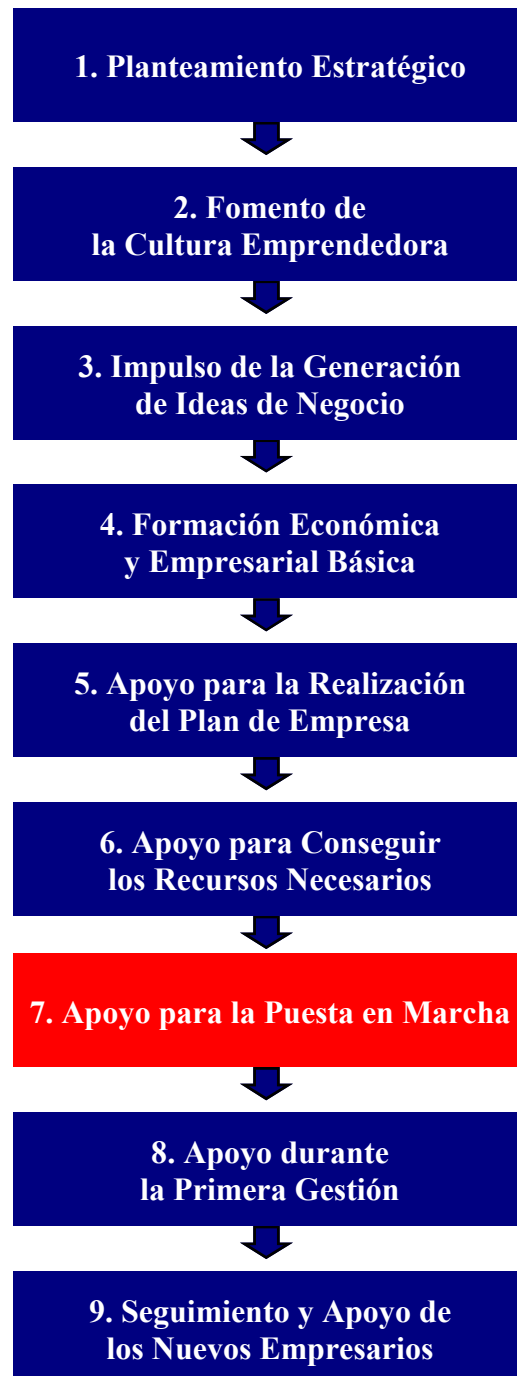 1. Planteamiento Estratégico
2. Fomento de
la Cultura Emprendedora
3. Impulso de la Generación
de Ideas de Negocio
4. Formación Económica
y Empresarial Básica
5. Apoyo para la Realización
del Plan de Empresa
6. Apoyo para Conseguir
los Recursos Necesarios
7. Apoyo para la Puesta en Marcha
8. Apoyo durante
la Primera Gestión
9. Seguimiento y Apoyo de
los Nuevos Empresarios